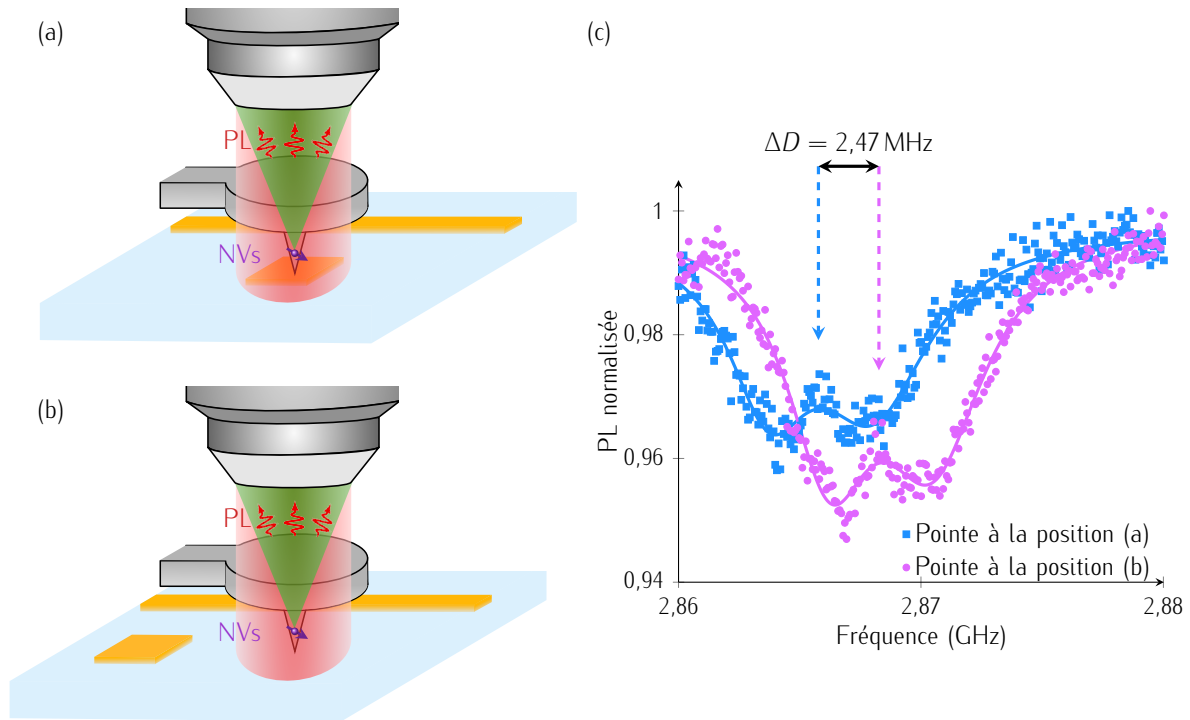 (a)
PL
NVs
(b)
PL
NVs
(c)
ΔD = 2,47 MHz
1
0,98
0,96
0,94
PL normalisée
Pointe à la position (a)
Pointe à la position (b)
2,86
2,87
2,88
Fréquence (GHz)